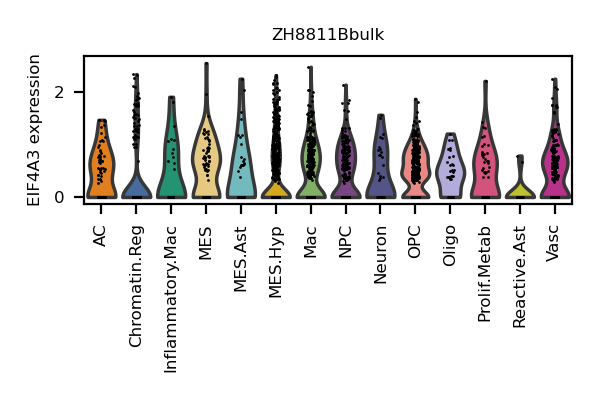 ZH8811Bbulk
EIF4A3 expression
2
0
AC
Chromatin.Reg
Inflammatory.Mac
MES
MES.Ast
MES.Hyp
Mac
NPC
Neuron
OPC
Oligo
Prolif.Metab
Reactive.Ast
Vasc